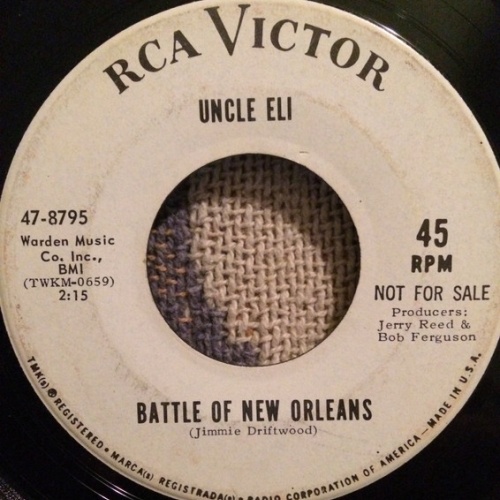 RCA VICTOR
UNCLE ELI
47-8795
Warden Music
Co. Inc.,
BMI
(TWKM-0659)
2:15
45
RPM
NOT FOR SALE
Producers:
Jerry Reed &
Bob Ferguson
BATTLE OF NEW ORLEANS
(Jimmie Driftwood)
TMK(s) ® REGISTERED • MARCA(s) REGISTRADA(s) • RADIO CORPORATION OF AMERICA—MADE IN U.S.A.